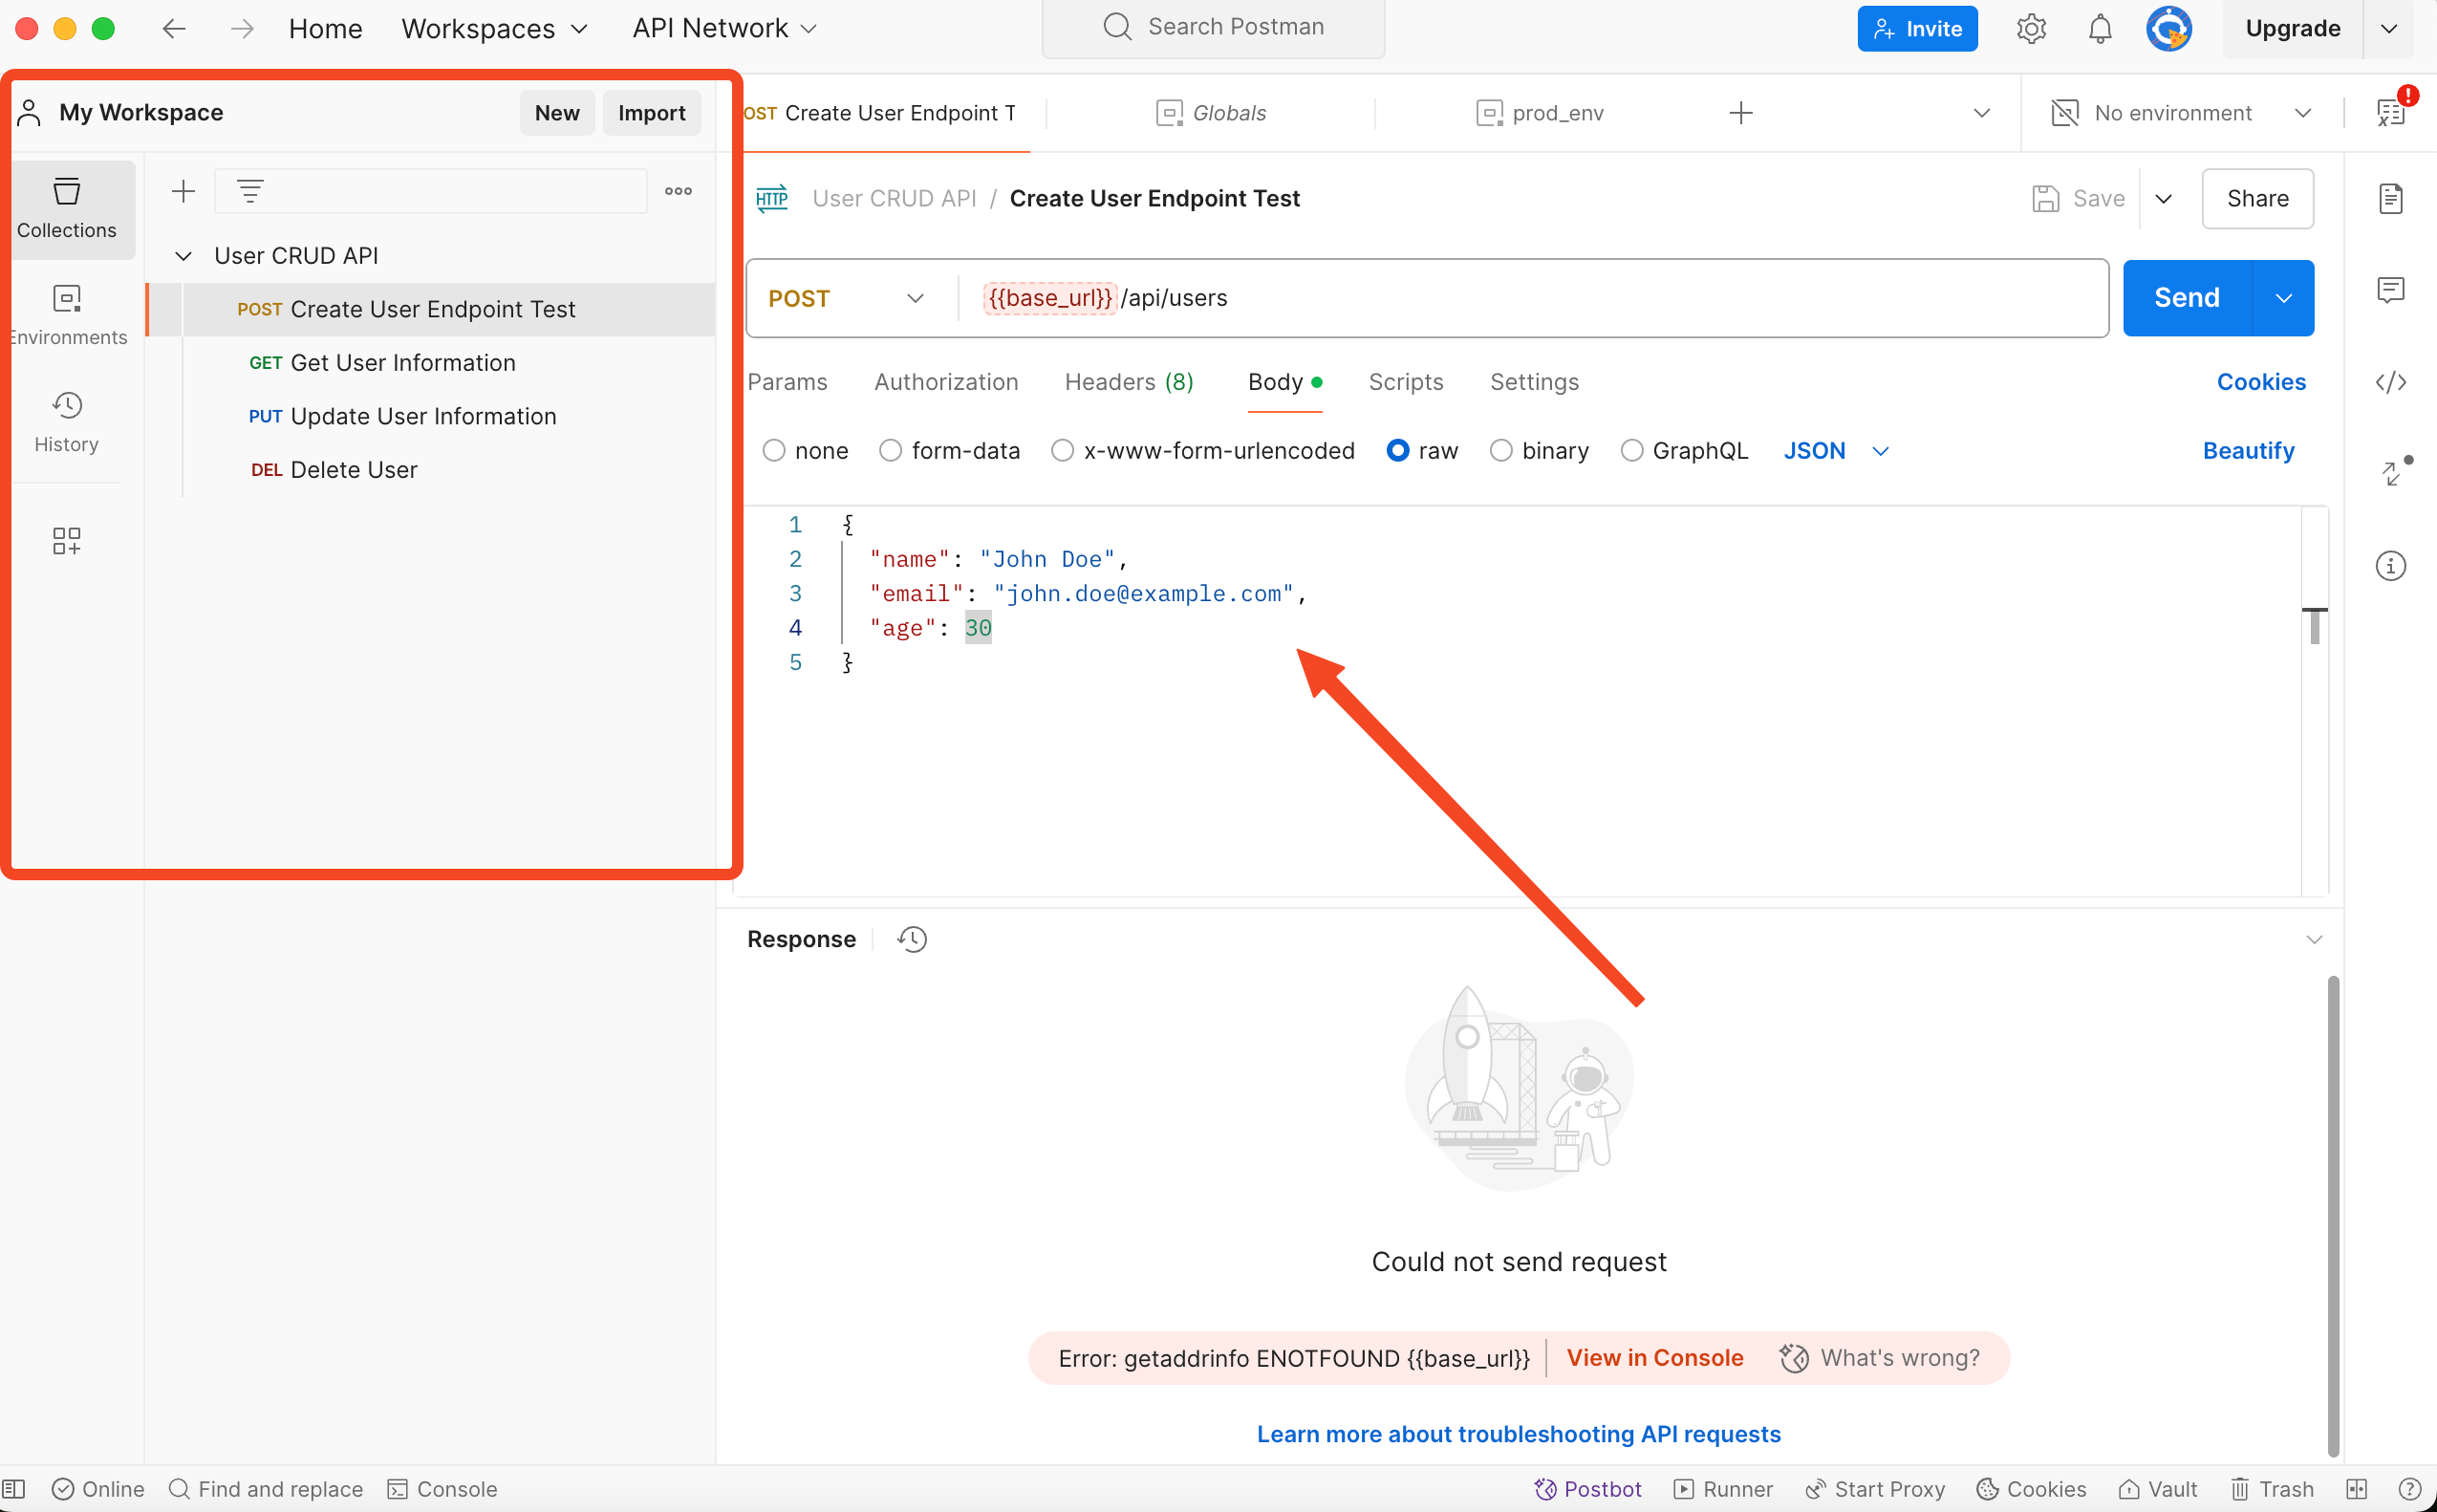 Home Workspaces API Network Search Postman Invite Upgrade
My Workspace New Import
OST Create User Endpoint T Globals prod_env No environment
Collections
Environments
History
User CRUD API
POST Create User Endpoint Test
GET Get User Information
PUT Update User Information
DEL Delete User
HTTP User CRUD API / Create User Endpoint Test Save Share
POST {{base_url}}/api/users Send
Params Authorization Headers (8) Body Scripts Settings Cookies
none form-data x-www-form-urlencoded raw binary GraphQL JSON Beautify
1 {
2 "name": "John Doe",
3 "email": "john.doe@example.com",
4 "age": 30
5 }
Response
Could not send request
Error: getaddrinfo ENOTFOUND {{base_url}} View in Console What's wrong?
Learn more about troubleshooting API requests
Online Find and replace Console Postbot Runner Start Proxy Cookies Vault Trash